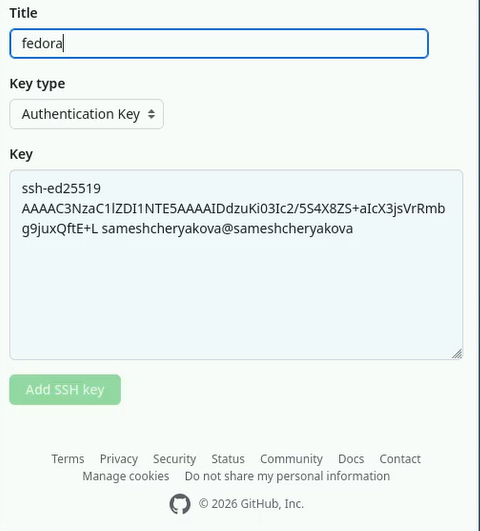 Title
fedora
Key type
Authentication Key
Key
ssh-ed25519
AAAAC3NzaC1lZDI1NTE5AAAAIDdzuKi03Ic2/5S4X8ZS+aIcX3jsVrRmb
g9juxQftE+L sameshcheryakova@sameshcheryakova
Add SSH key
Terms Privacy Security Status Community Docs Contact
Manage cookies Do not share my personal information
© 2026 GitHub, Inc.